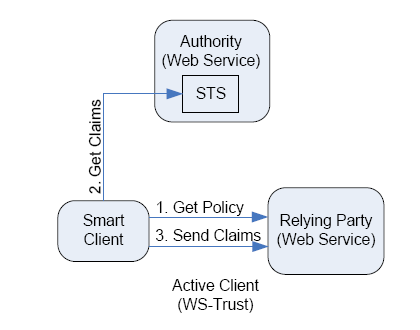 Authority
(Web Service)
STS
2. Get Claims
Smart
Client
1. Get Policy
3. Send Claims
Relying Party
(Web Service)
Active Client
(WS-Trust)